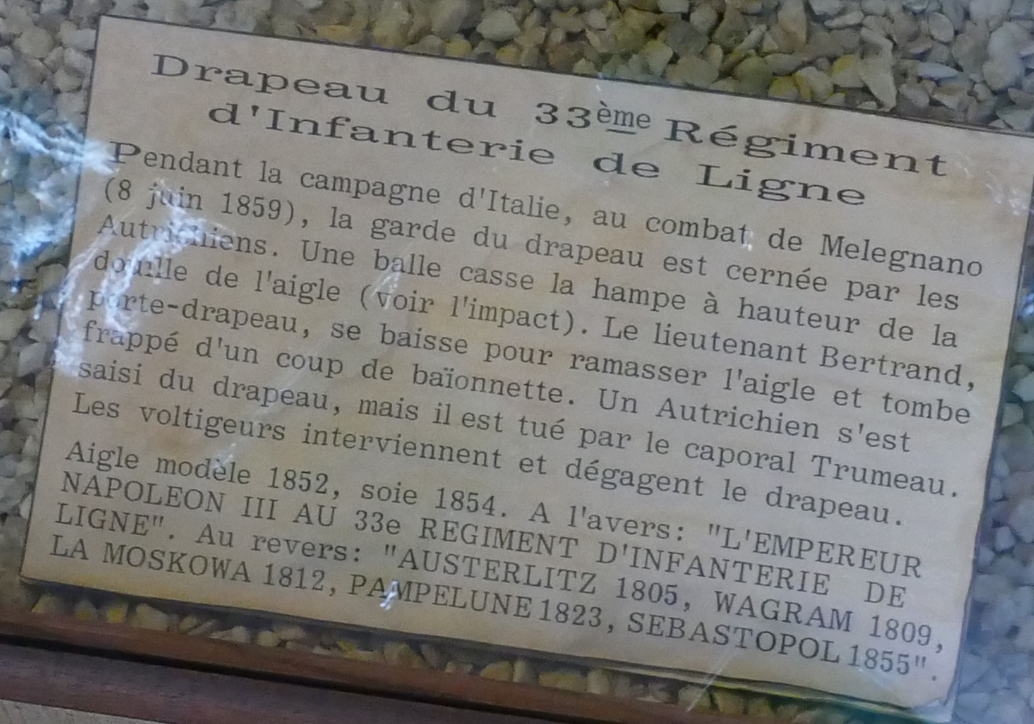 Drapeau du 33ème Régiment
d'Infanterie de Ligne
Pendant la campagne d'Italie, au combat de Melegnano
(8 juin 1859), la garde du drapeau est cernée par les
Autrichiens. Une balle casse la hampe à hauteur de la
douille de l'aigle (voir l'impact). Le lieutenant Bertrand,
porte-drapeau, se baisse pour ramasser l'aigle et tombe
frappé d'un coup de baïonnette. Un Autrichien s'est
saisi du drapeau, mais il est tué par le caporal Trumeau.
Les voltigeurs interviennent et dégagent le drapeau.
Aigle modèle 1852, soie 1854. A l'avers: "L'EMPEREUR
NAPOLEON III AU 33e REGIMENT D'INFANTERIE DE
LIGNE". Au revers: "AUSTERLITZ 1805, WAGRAM 1809,
LA MOSKOWA 1812, PAMPELUNE 1823, SEBASTOPOL 1855".